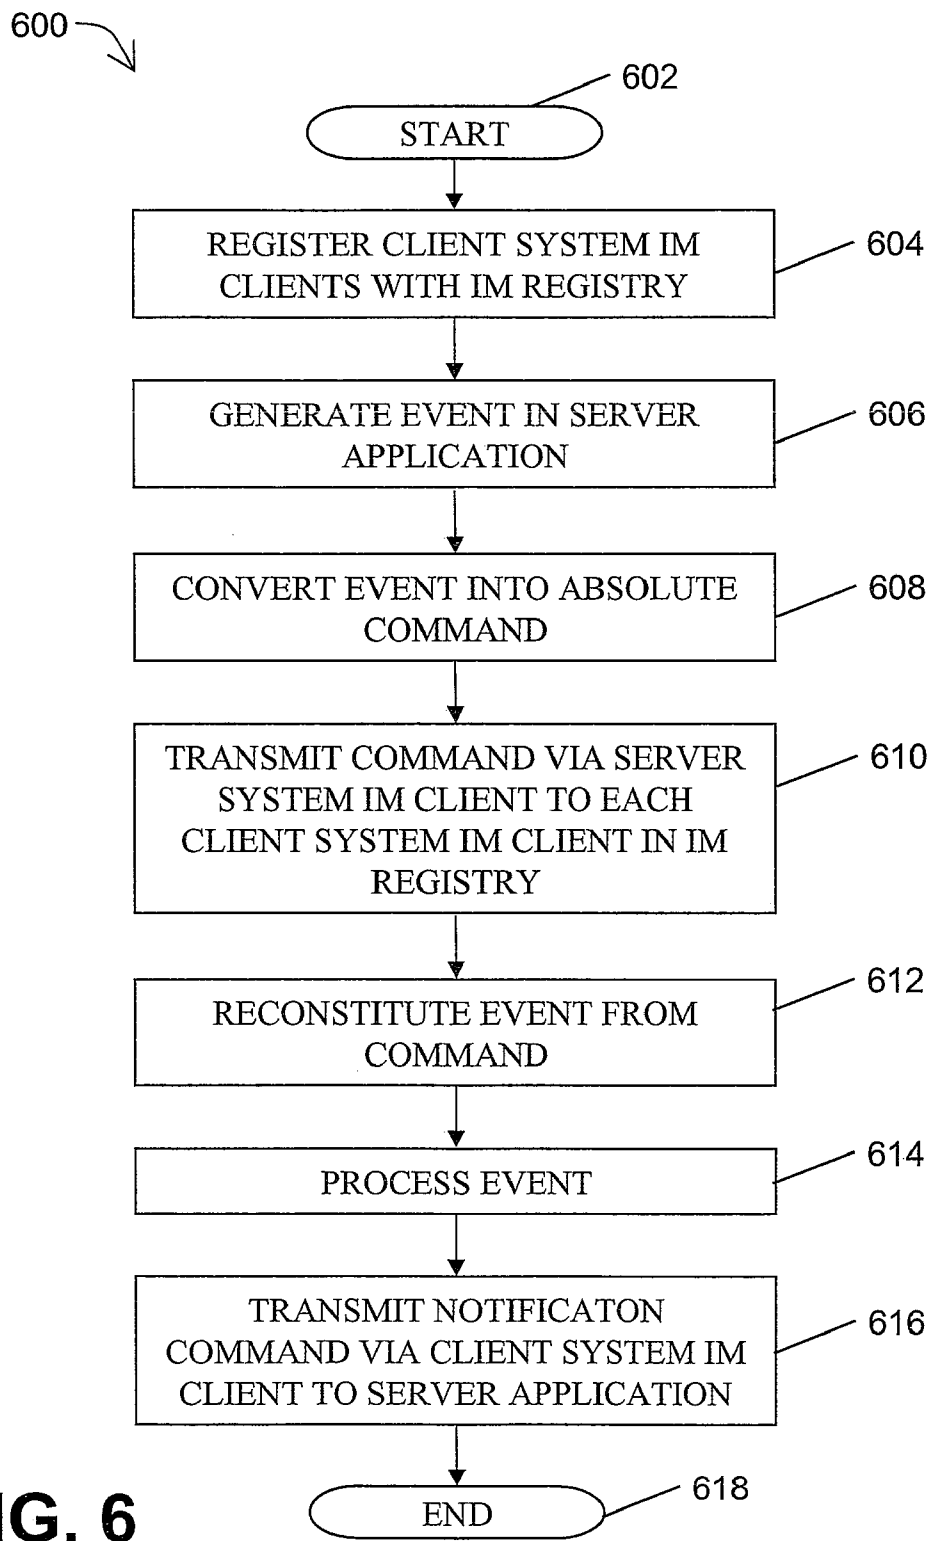 600
602
START
REGISTER CLIENT SYSTEM IM
CLIENTS WITH IM REGISTRY
604
GENERATE EVENT IN SERVER
APPLICATION
606
CONVERT EVENT INTO ABSOLUTE
COMMAND
608
TRANSMIT COMMAND VIA SERVER
SYSTEM IM CLIENT TO EACH
CLIENT SYSTEM IM CLIENT IN IM
REGISTRY
610
RECONSTITUTE EVENT FROM
COMMAND
612
PROCESS EVENT
614
TRANSMIT NOTIFICATON
COMMAND VIA CLIENT SYSTEM IM
CLIENT TO SERVER APPLICATION
616
END
618
IG. 6